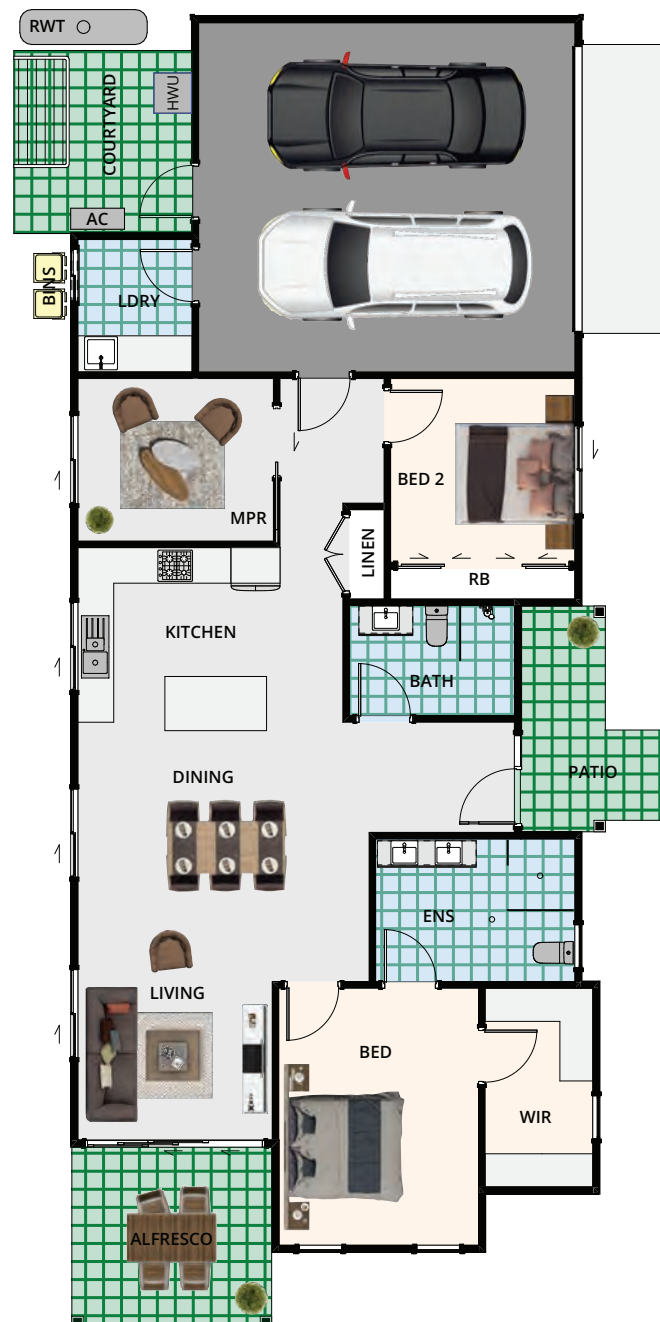 RWT
COURTYARD
HWU
AC
BINS
LDRY
MPR
BED 2
LINEN
RB
KITCHEN
BATH
DINING
PATIO
ENS
LIVING
BED
WIR
ALFRESCO